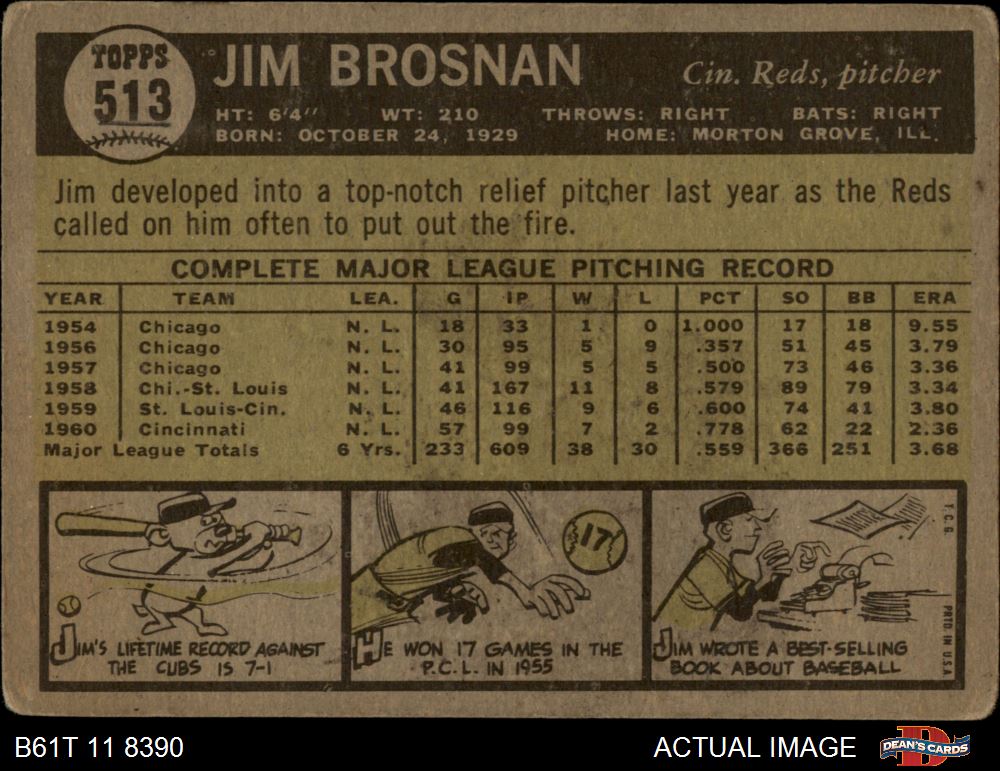 TOPPS
513
JIM BROSNAN
Cin. Reds, pitcher
HT: 6'4" WT: 210 THROWS: RIGHT BATS: RIGHT
BORN: OCTOBER 24, 1929 HOME: MORTON GROVE, ILL.
Jim developed into a top-notch relief pitcher last year as the Reds
called on him often to put out the fire.
COMPLETE MAJOR LEAGUE PITCHING RECORD
YEAR TEAM LEA. G IP W L PCT SO BB ERA
1954 Chicago N. L. 18 33 1 0 1.000 17 18 9.55
1956 Chicago N. L. 30 95 5 9 .357 51 45 3.79
1957 Chicago N. L. 41 99 5 5 .500 73 46 3.36
1958 Chi.-St. Louis N. L. 41 167 11 8 .579 89 79 3.34
1959 St. Louis-Cin. N. L. 46 116 9 6 .600 74 41 3.80
1960 Cincinnati N. L. 57 99 7 2 .778 62 22 2.36
Major League Totals 6 Yrs. 233 609 38 30 .559 366 251 3.68
JIM'S LIFETIME RECORD AGAINST
THE CUBS IS 7-1
17
HE WON 17 GAMES IN THE
P.C.L. IN 1955
JIM WROTE A BEST-SELLING
BOOK ABOUT BASEBALL
T.C.G.
PRTD IN U.S.A.
B61T 11 8390
ACTUAL IMAGE
DEAN'S CARDS